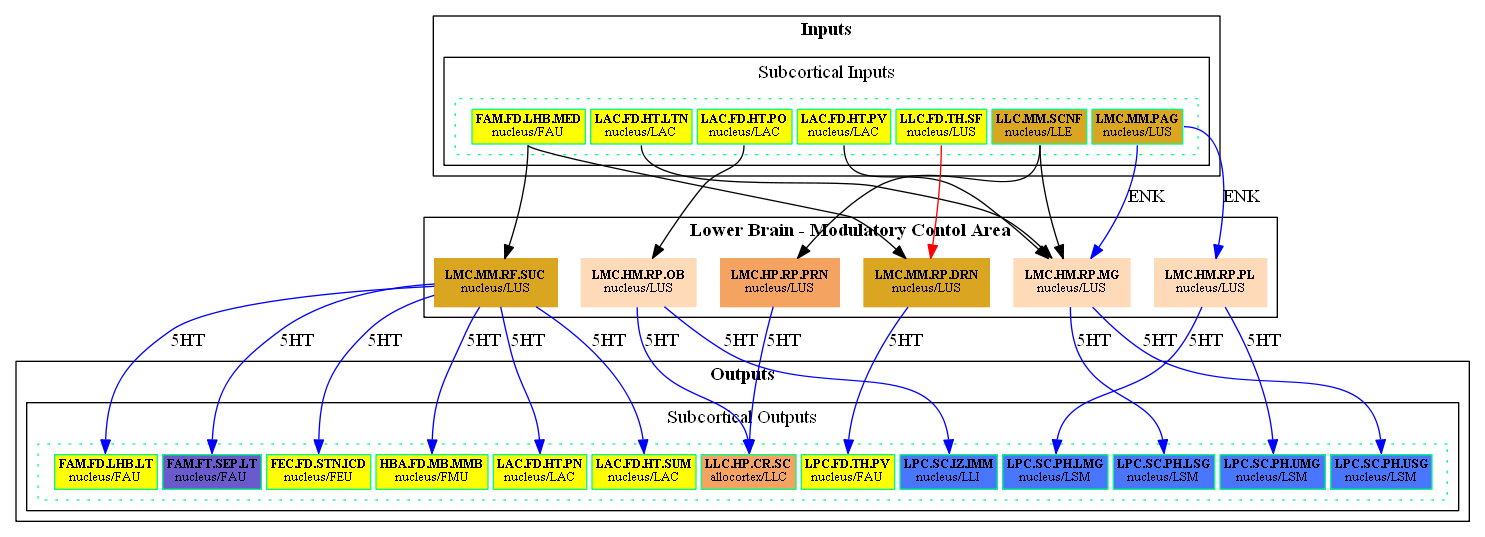 Inputs
Subcortical Inputs
FAM.FD.LHB.MED
nucleus/FAU
LAC.FD.HT.LTN
nucleus/LAC
LAC.FD.HT.PO
nucleus/LAC
LAC.FD.HT.PV
nucleus/LAC
LLC.FD.TH.SF
nucleus/LUS
LLC.MM.SCNF
nucleus/LLE
LMC.MM.PAG
nucleus/LUS
ENK
ENK
Lower Brain - Modulatory Contol Area
LMC.MM.RF.SUC
nucleus/LUS
LMC.HM.RP.OB
nucleus/LUS
LMC.HP.RP.PRN
nucleus/LUS
LMC.MM.RP.DRN
nucleus/LUS
LMC.HM.RP.MG
nucleus/LUS
LMC.HM.RP.PL
nucleus/LUS
5HT
5HT
5HT
5HT
5HT
5HT
5HT
5HT
5HT
5HT
5HT
5HT
5HT
5HT
Outputs
Subcortical Outputs
FAM.FD.LHB.LT
nucleus/FAU
FAM.FT.SEP.LT
nucleus/FAU
FEC.FD.STN.ICD
nucleus/FEU
HBA.FD.MB.MMB
nucleus/FMU
LAC.FD.HT.PN
nucleus/LAC
LAC.FD.HT.SUM
nucleus/LAC
LLC.HP.CR.SC
allocortex/LLC
LPC.FD.TH.PV
nucleus/FAU
LPC.SC.IZ.IMM
nucleus/LLI
LPC.SC.PH.LMG
nucleus/LSM
LPC.SC.PH.LSG
nucleus/LSM
LPC.SC.PH.UMG
nucleus/LSM
LPC.SC.PH.USG
nucleus/LSM